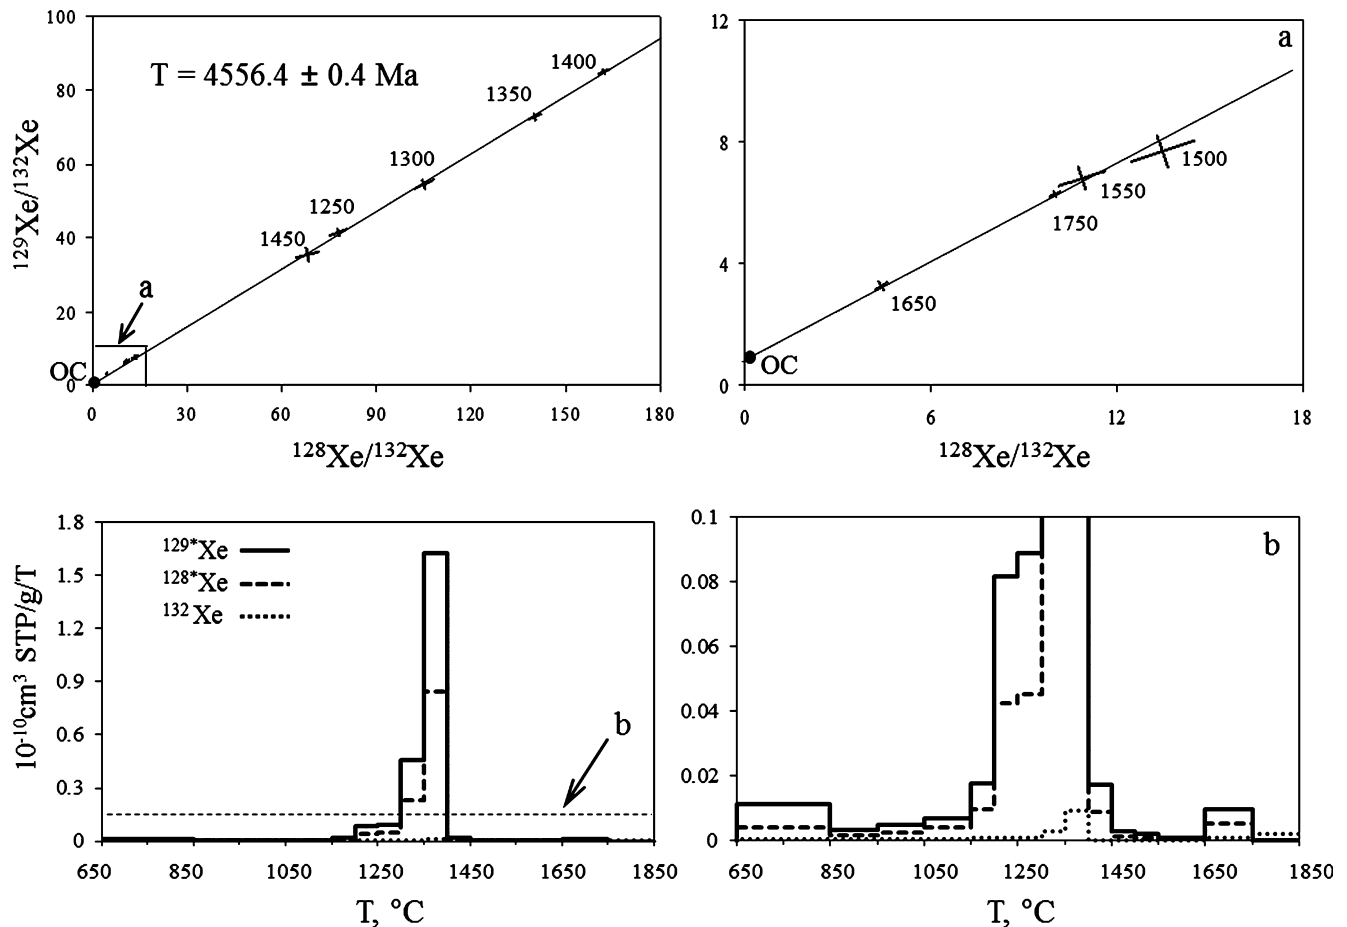 100
80
60
40
20
0
¹²⁹Xe/¹³²Xe
T = 4556.4 ± 0.4 Ma
1400
1350
1300
1250
1450
a
OC
0 30 60 90 120 150 180
¹²⁸Xe/¹³²Xe
12
8
4
0
a
1500
1550
1750
1650
OC
0 6 12 18
¹²⁸Xe/¹³²Xe
1.8
1.5
1.2
0.9
0.6
0.3
0
10⁻¹⁰cm³ STP/g/T
¹²⁹*Xe
¹²⁸*Xe
¹³²Xe
b
650 850 1050 1250 1450 1650 1850
T, °C
0.1
0.08
0.06
0.04
0.02
0
b
650 850 1050 1250 1450 1650 1850
T, °C